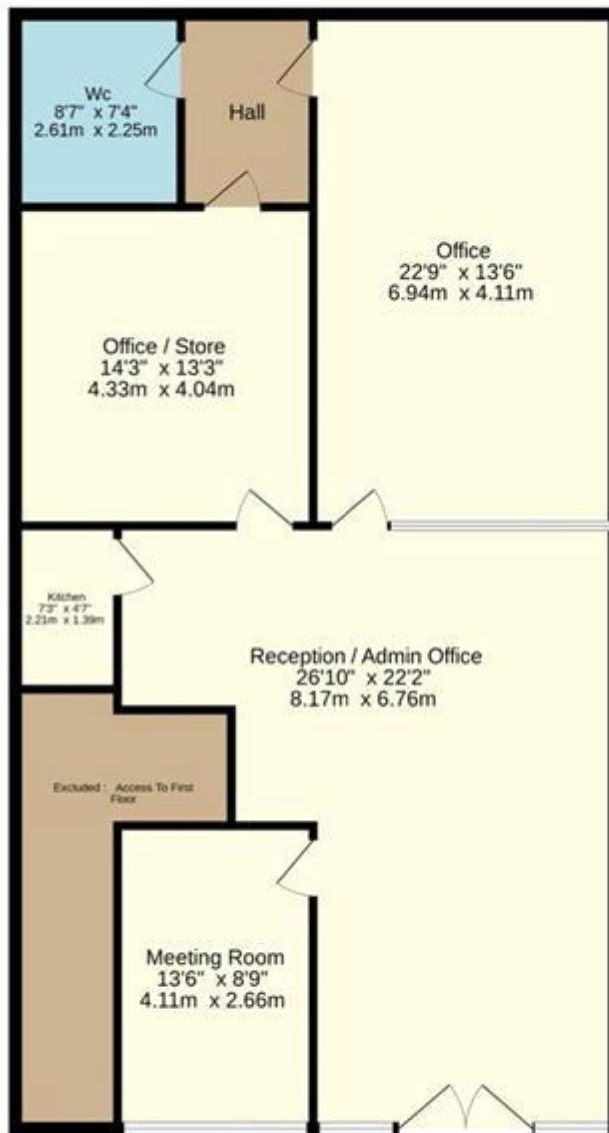 Wc
8'7" x 7'4"
2.61m x 2.25m
Hall
Office
22'9" x 13'6"
6.94m x 4.11m
Office / Store
14'3" x 13'3"
4.33m x 4.04m
Kitchen
7'3" x 4'7"
2.21m x 1.39m
Reception / Admin Office
26'10" x 22'2"
8.17m x 6.76m
Excluded : Access To First
Floor
Meeting Room
13'6" x 8'9"
4.11m x 2.66m